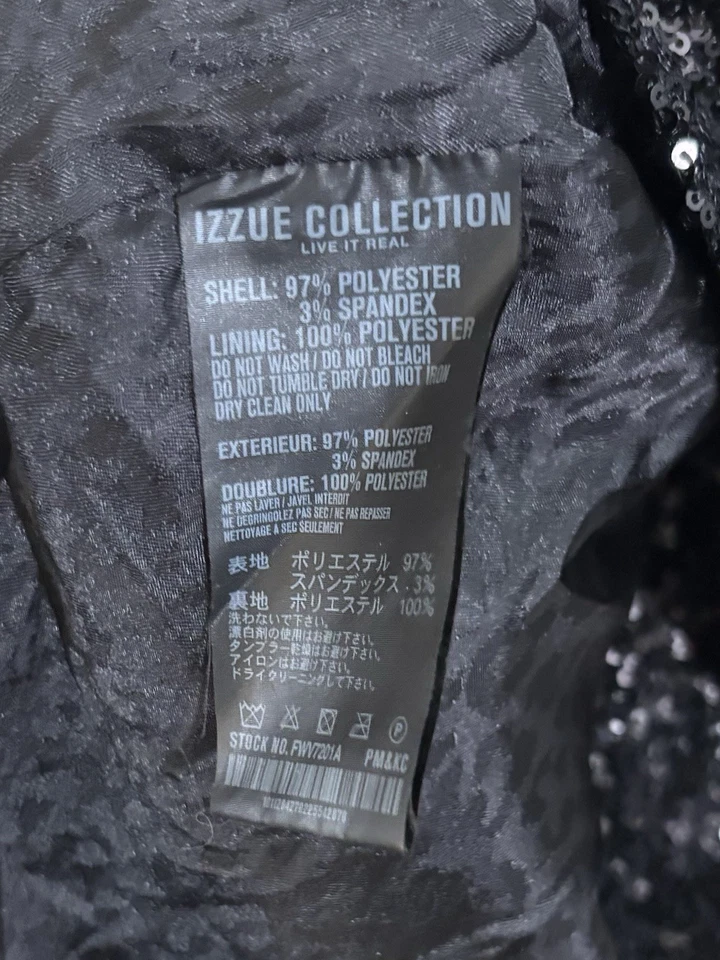 IZZUE COLLECTION
LIVE IT REAL
SHELL: 97% POLYESTER
3% SPANDEX
LINING: 100% POLYESTER
DO NOT WASH / DO NOT BLEACH
DO NOT TUMBLE DRY / DO NOT IRON
DRY CLEAN ONLY
EXTERIEUR: 97% POLYESTER
3% SPANDEX
DOUBLURE: 100% POLYESTER
NE PAS LAVER / JAVEL INTERDIT
NE DEGRINGOLEZ PAS SEC / NE PAS REPASSER
NETTOYAGE A SEC SEULEMENT
表地 ポリエステル 97%
スパンデックス . 3%
裏地 ポリエステル 100%
洗わないで下さい。
漂白剤の使用はお避け下さい。
タンブラー乾燥はお避け下さい。
アイロンはお避け下さい。
ドライクリーニングして下さい。
P
STOCK NO. FWV7201A PM&KC